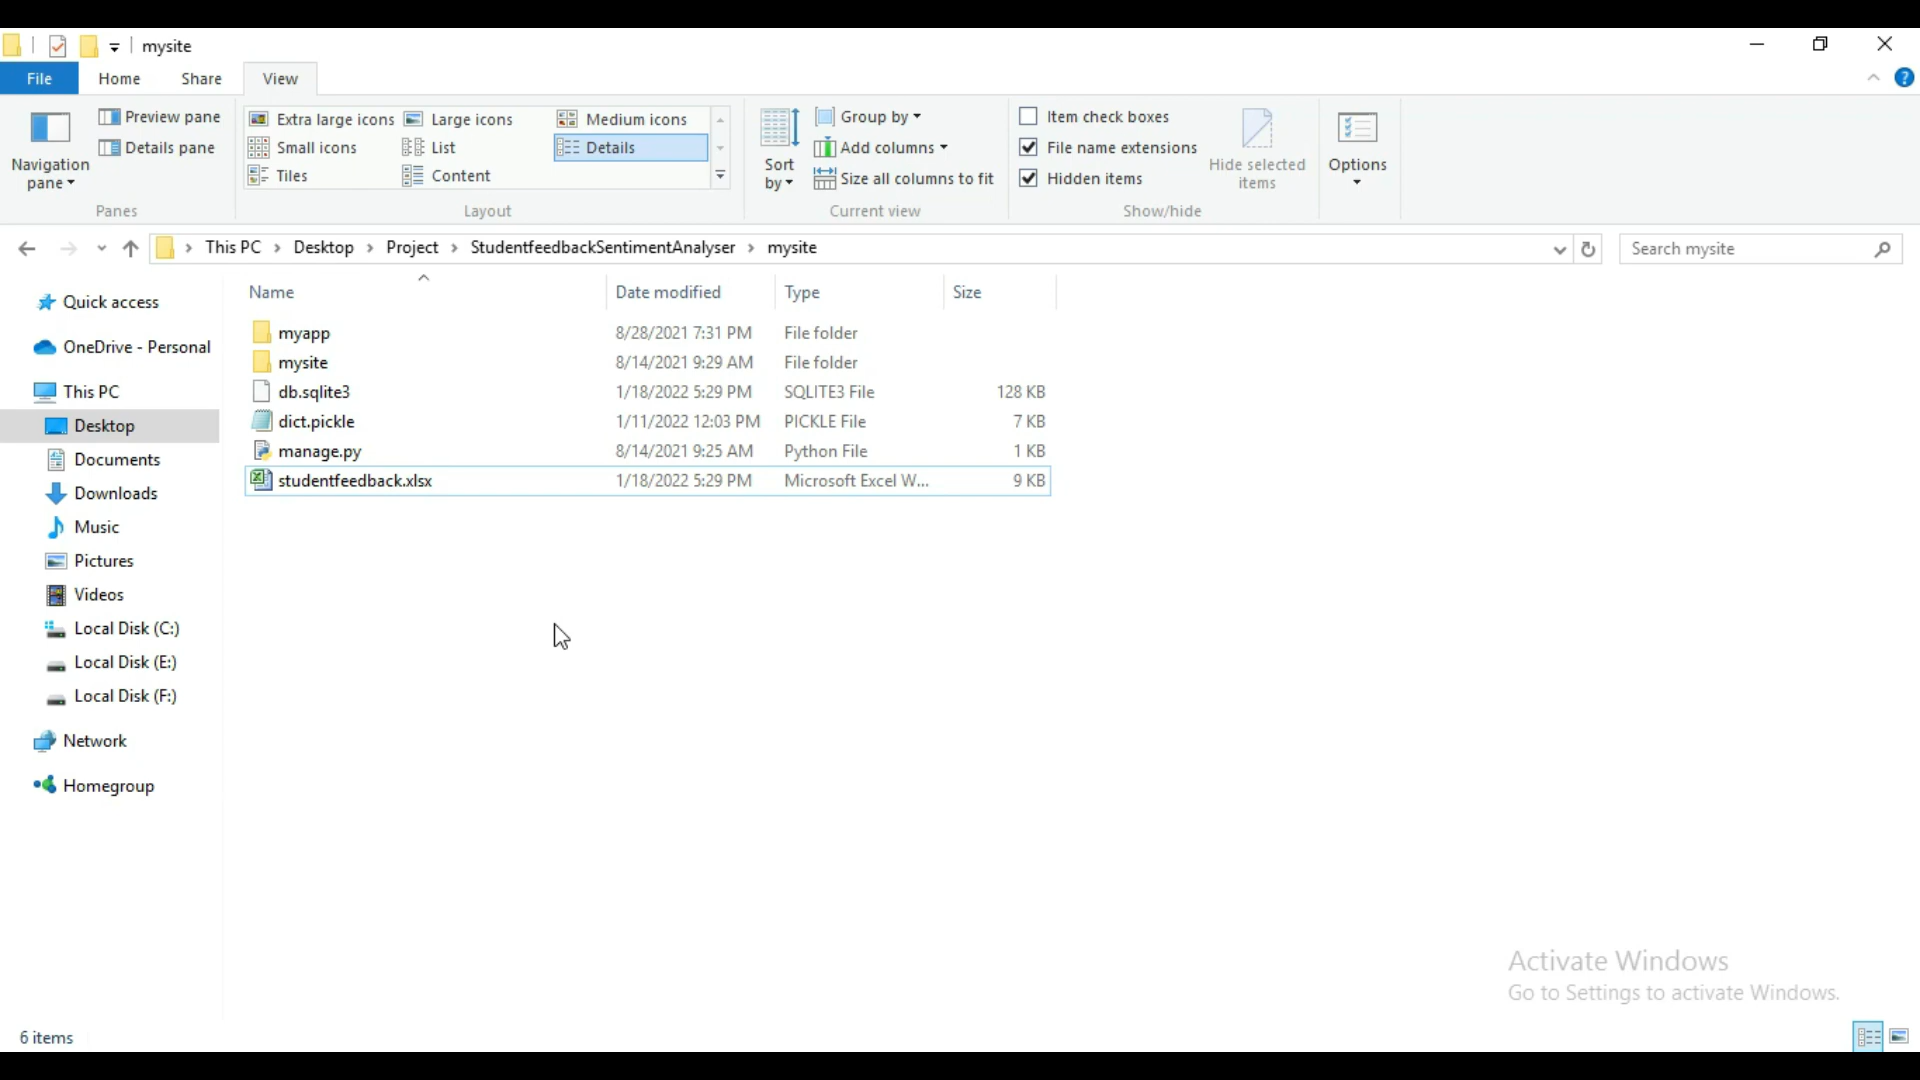 mysite
File Home Share View
Navigation pane
Preview pane
Details pane
Panes
Extra large icons Large icons Medium icons
Small icons List Details
Tiles Content
Layout
Sort by
Group by
Add columns
Size all columns to fit
Current view
Item check boxes
File name extensions
Hidden items
Hide selected items
Show/hide
Options
This PC > Desktop > Project > StudentfeedbackSentimentAnalyser > mysite
Search mysite
Quick access
OneDrive - Personal
This PC
Desktop
Documents
Downloads
Music
Pictures
Videos
Local Disk (C:)
Local Disk (E:)
Local Disk (F:)
Network
Homegroup
Name Date modified Type Size
myapp 8/28/2021 7:31 PM File folder
mysite 8/14/2021 9:29 AM File folder
db.sqlite3 1/18/2022 5:29 PM SQLITE3 File 128 KB
dict.pickle 1/11/2022 12:03 PM PICKLE File 7 KB
manage.py 8/14/2021 9:25 AM Python File 1 KB
studentfeedback.xlsx 1/18/2022 5:29 PM Microsoft Excel W... 9 KB
Activate Windows
Go to Settings to activate Windows.
6 items